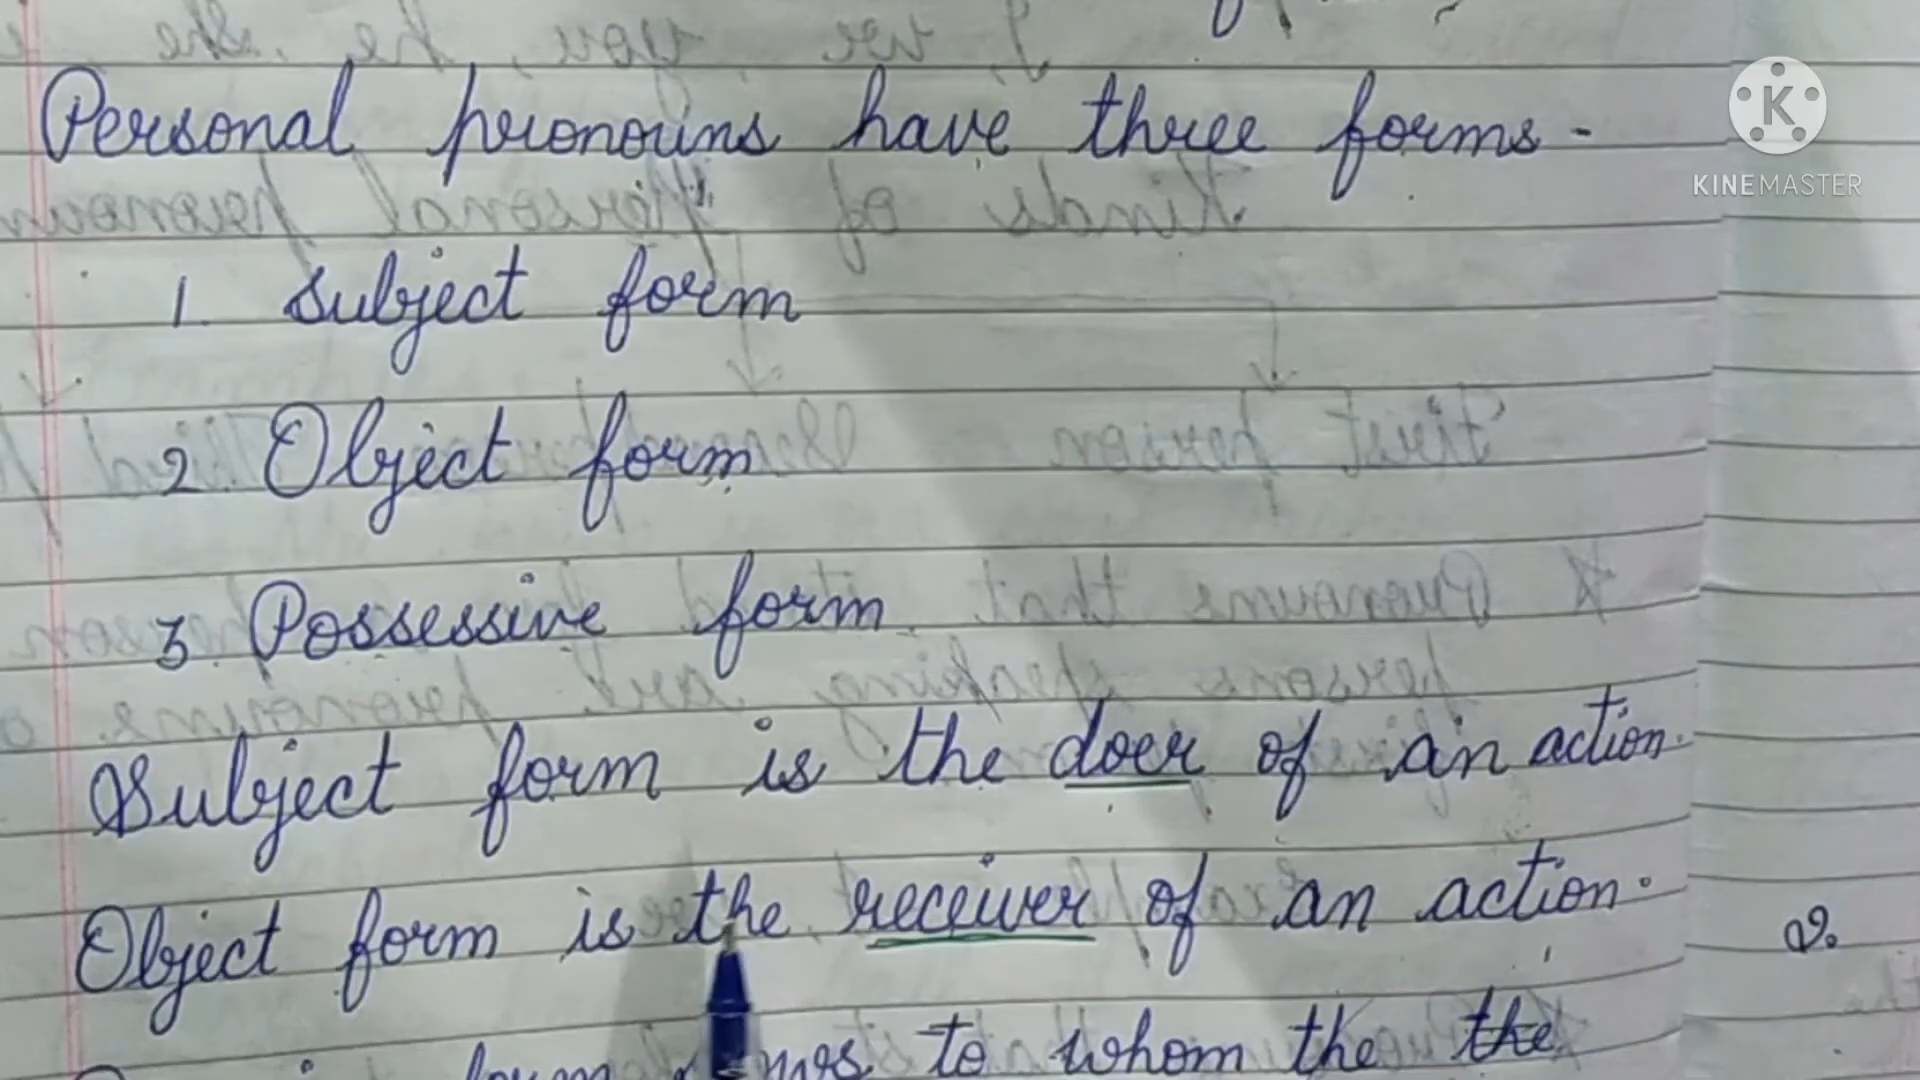 Personal pronouns have three forms -
KINEMASTER
1. Subject form
2. Object form
3. Possessive form
Subject form is the doer of an action.
Object form is the receiver of an action.
form to whom the the